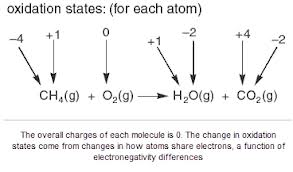 oxidation states: (for each atom)
-4 +1 0 +1 -2 +4 -2
CH₄(g) + O₂(g) ⟶ H₂O(g) + CO₂(g)
The overall charges of each molecule is 0. The change in oxidation
states come from changes in how atoms share electrons, a function of
electronegativity differences